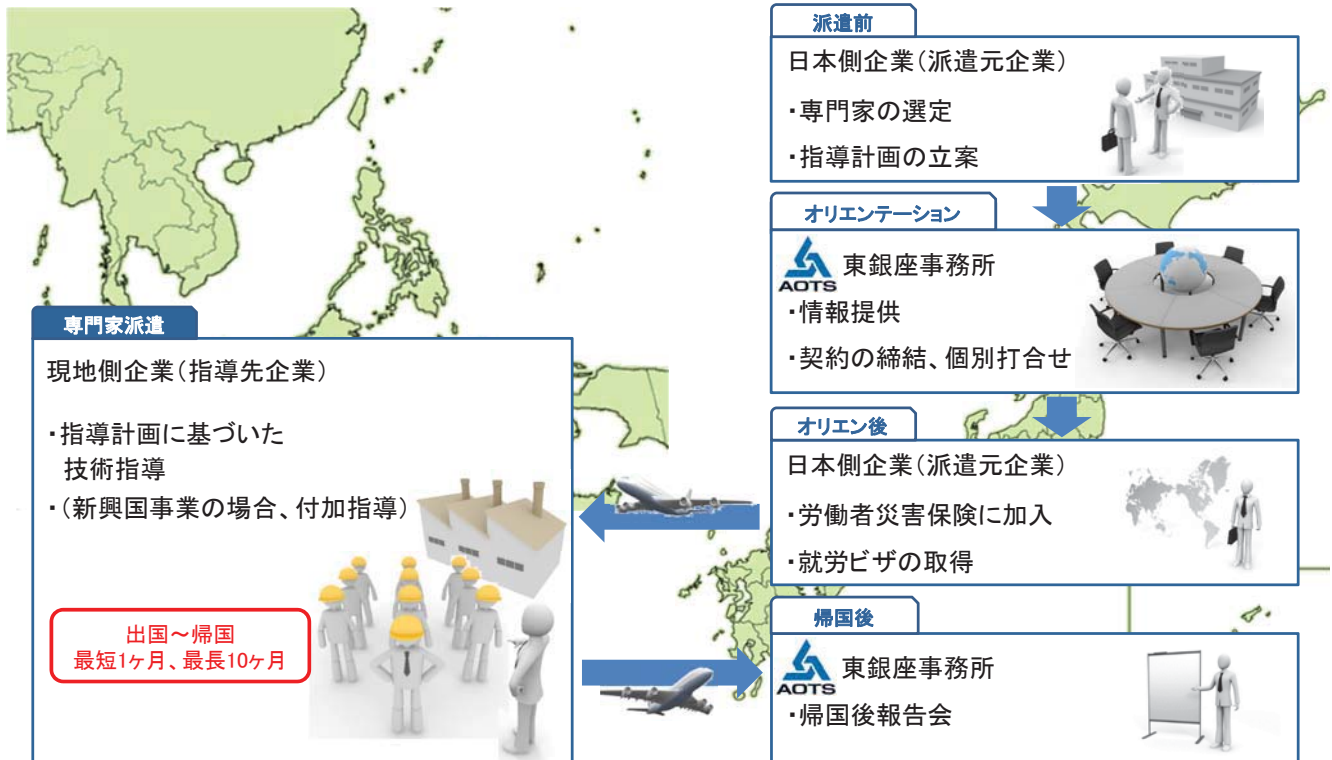 派遣前
日本側企業(派遣元企業)
・専門家の選定
・指導計画の立案
オリエンテーション
AOTS 東銀座事務所
・情報提供
・契約の締結、個別打合せ
オリエン後
日本側企業(派遣元企業)
・労働者災害保険に加入
・就労ビザの取得
専門家派遣
現地側企業(指導先企業)
・指導計画に基づいた
技術指導
・(新興国事業の場合、付加指導)
出国～帰国
最短1ヶ月、最長10ヶ月
帰国後
AOTS 東銀座事務所
・帰国後報告会